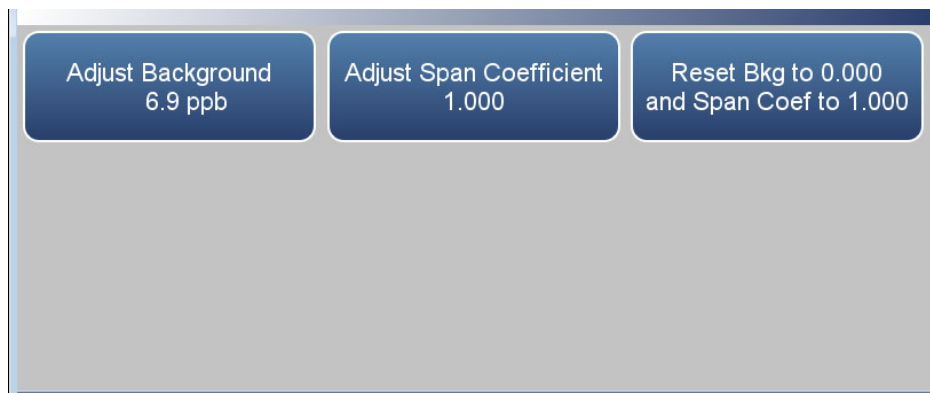 Adjust Background
6.9 ppb
Adjust Span Coefficient
1.000
Reset Bkg to 0.000
and Span Coef to 1.000